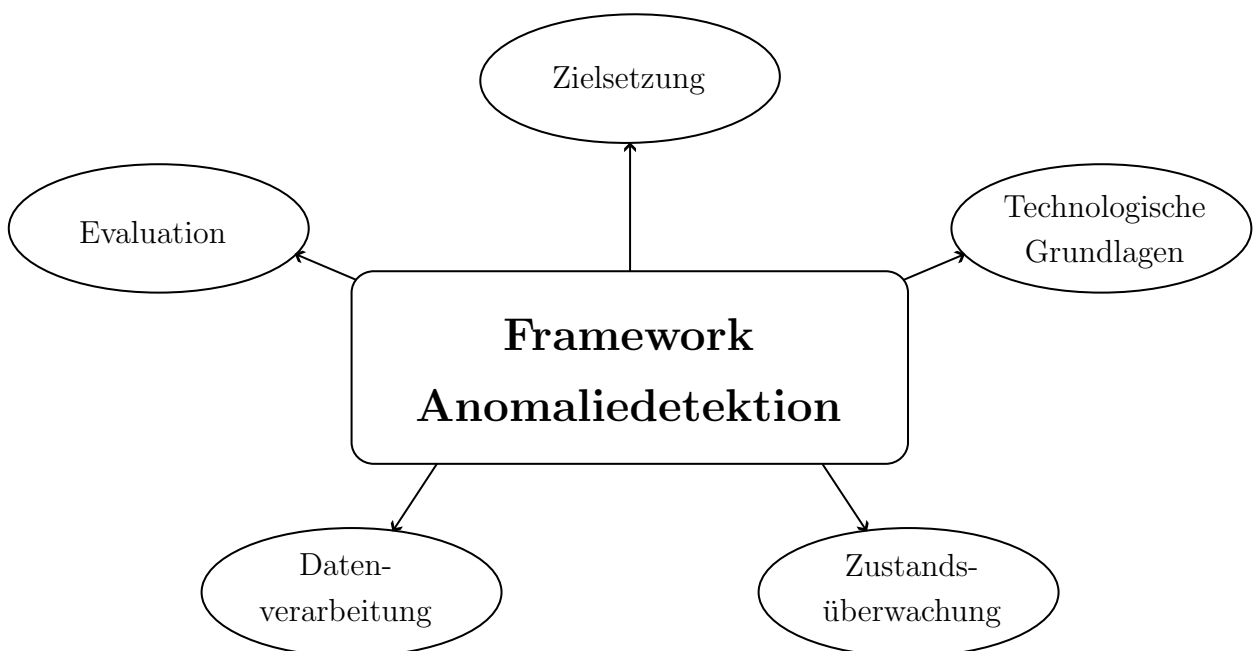 Zielsetzung
Evaluation
Technologische
Grundlagen
Framework
Anomaliedetektion
Daten-
verarbeitung
Zustands-
überwachung